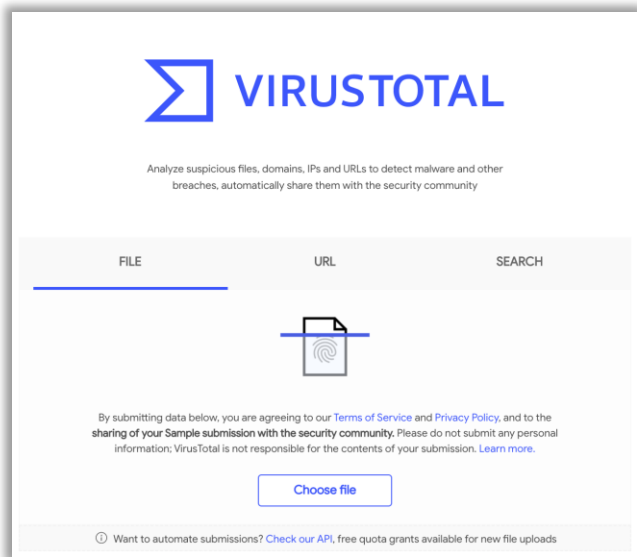 VIRUSTOTAL
Analyze suspicious files, domains, IPs and URLs to detect malware and other
breaches, automatically share them with the security community
FILE
URL
SEARCH
By submitting data below, you are agreeing to our Terms of Service and Privacy Policy, and to the
sharing of your Sample submission with the security community. Please do not submit any personal
information; VirusTotal is not responsible for the contents of your submission. Learn more.
Choose file
Want to automate submissions? Check our API, free quota grants available for new file uploads